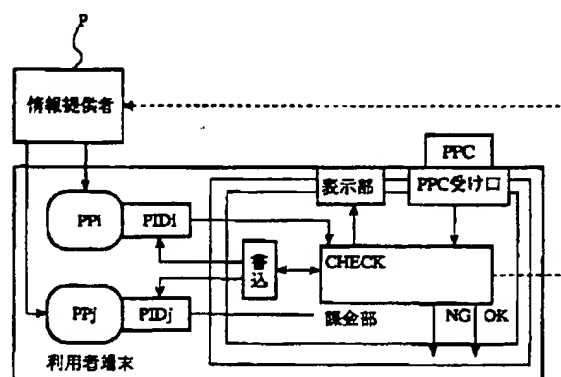 P
情報提供者
PPC
表示部
PPC受け口
PPi
PIDi
書込
CHECK
PPj
PIDj
課金部
NG
OK
利用者端末